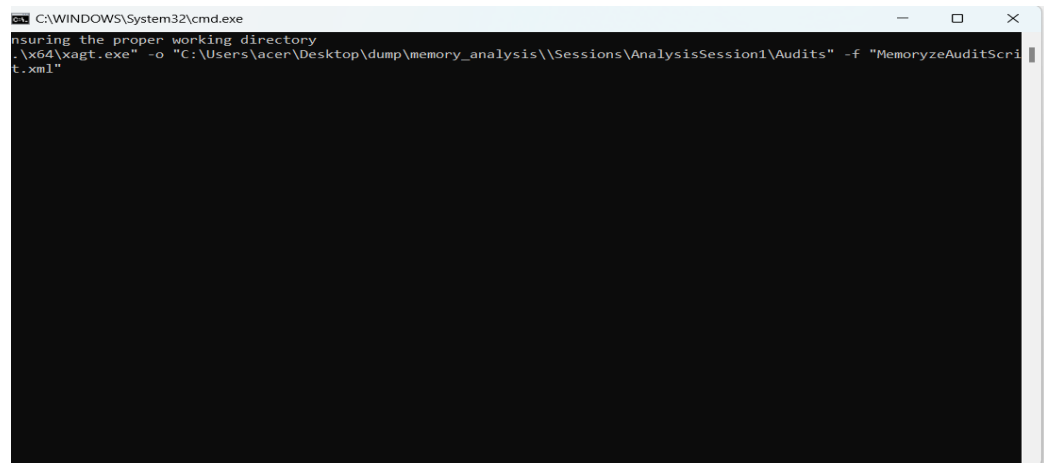 C:\WINDOWS\System32\cmd.exe
nsuring the proper working directory
.\x64\xagt.exe" -o "C:\Users\acer\Desktop\dump\memory_analysis\\Sessions\AnalysisSession1\Audits" -f "MemoryzeAuditScri
t.xml"